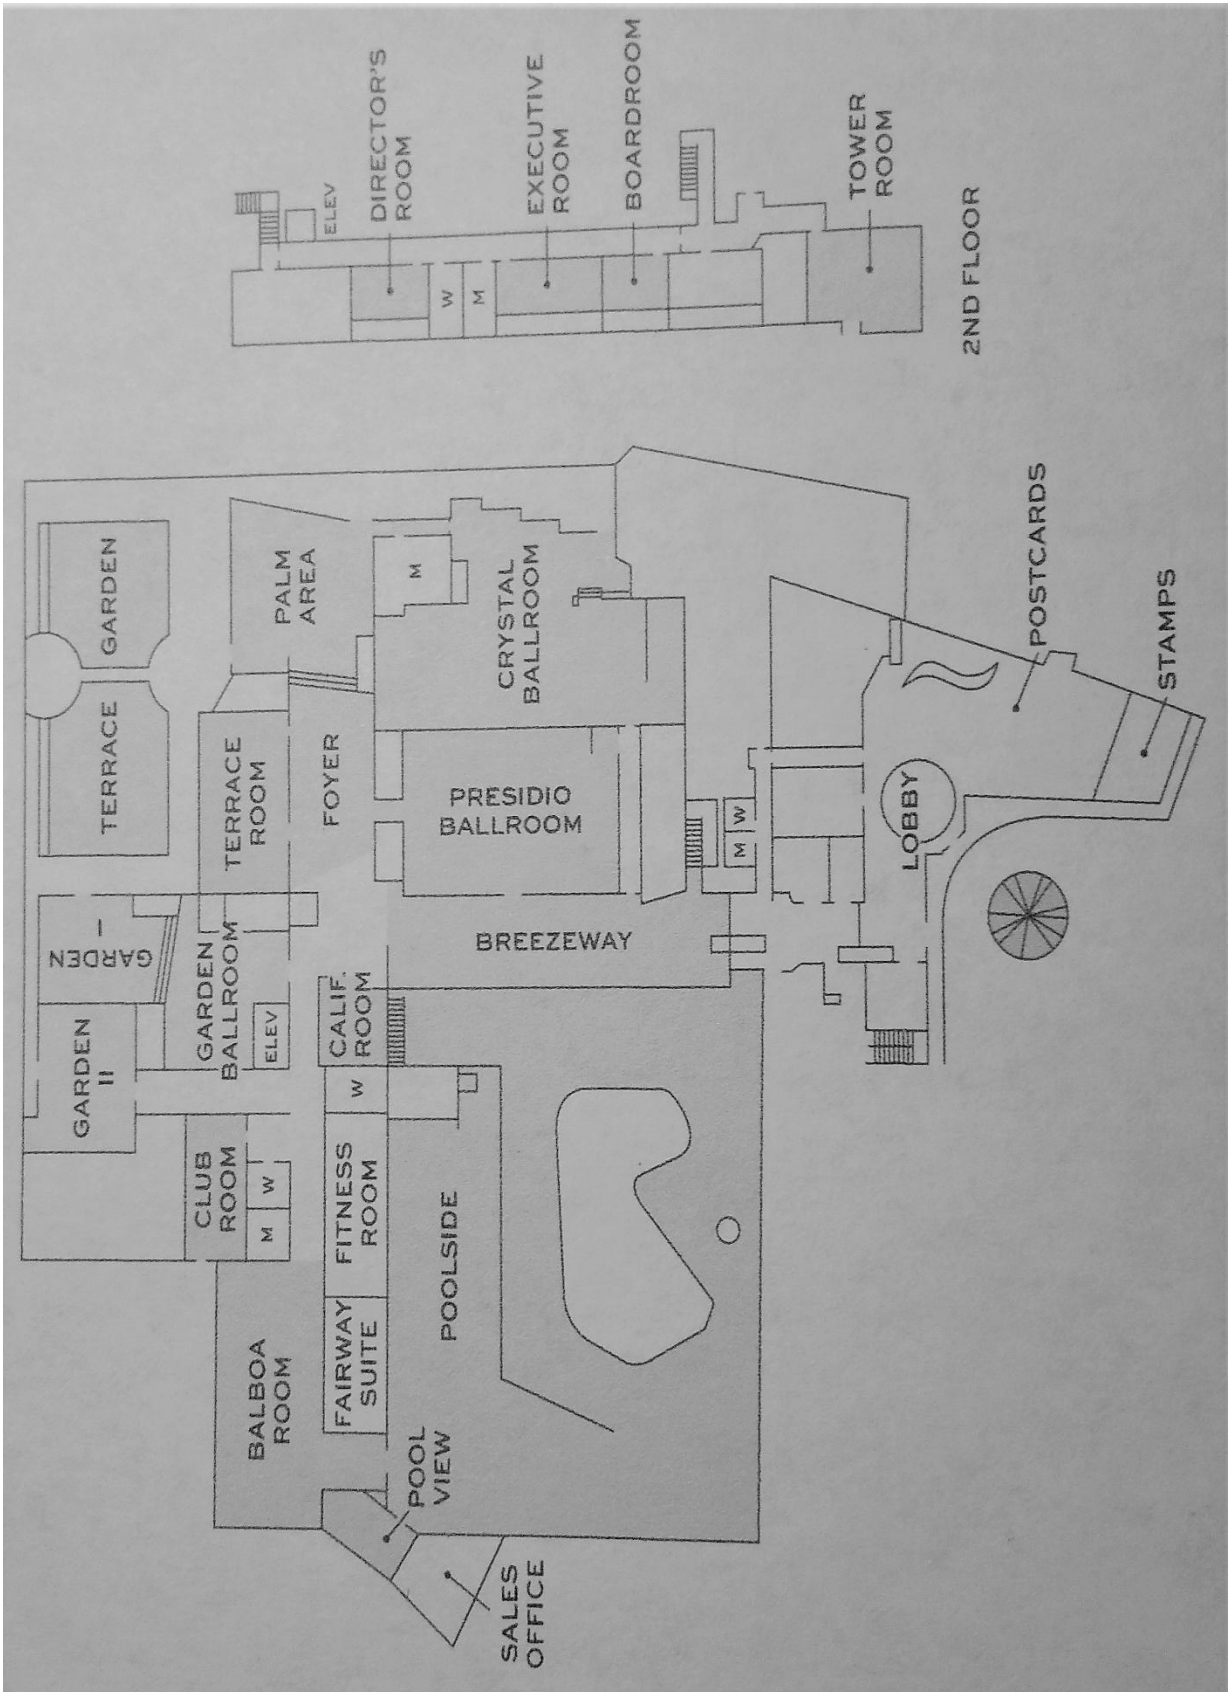 DIRECTOR'S
ROOM
EXECUTIVE
ROOM
BOARDROOM
TOWER
ROOM
ELEV
W
M
2ND FLOOR
TERRACE
GARDEN
PALM
AREA
M
CRYSTAL
BALLROOM
TERRACE
ROOM
FOYER
PRESIDIO
BALLROOM
GARDEN
I
GARDEN
BALLROOM
ELEV
GARDEN
II
CALIF.
ROOM
BREEZEWAY
M
W
LOBBY
POSTCARDS
STAMPS
CLUB
ROOM
M
W
W
FITNESS
ROOM
FAIRWAY
SUITE
POOLSIDE
BALBOA
ROOM
POOL
VIEW
SALES
OFFICE